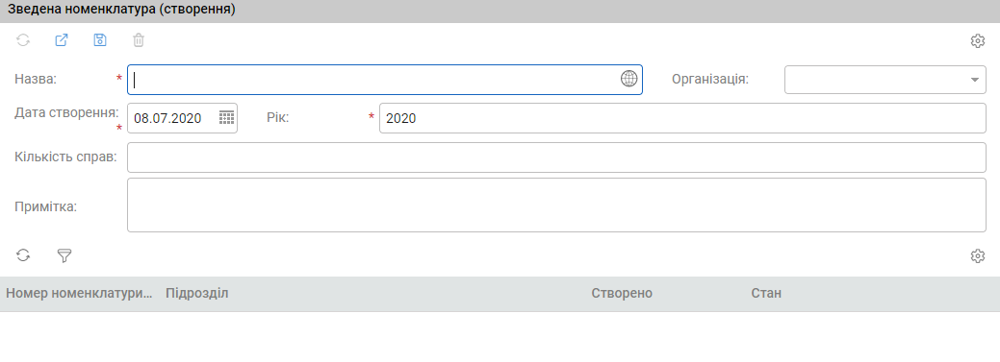 Зведена номенклатура (створення)
Назва: * Організація:
Дата створення: * 08.07.2020 Рік: * 2020
Кількість справ:
Примітка:
Номер номенклатури... Підрозділ Створено Стан